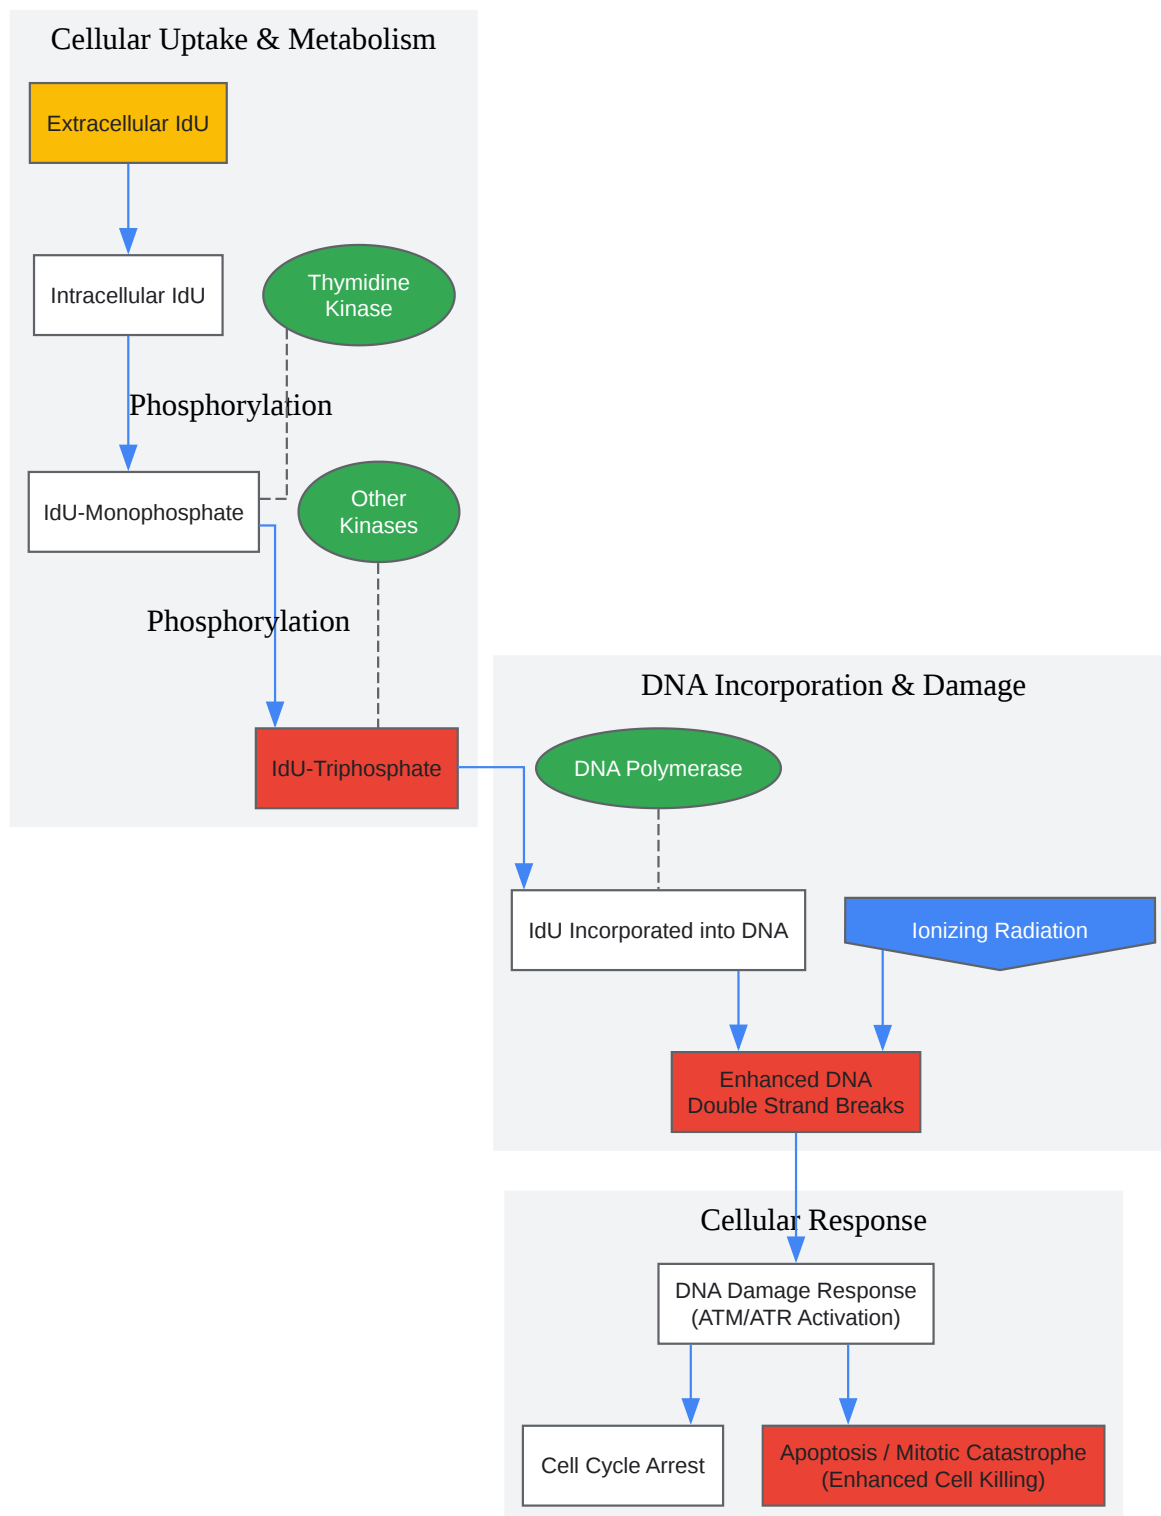 Cellular Uptake & Metabolism
Extracellular IdU
Intracellular IdU
Thymidine
Kinase
Phosphorylation
IdU-Monophosphate
Other
Kinases
Phosphorylation
IdU-Triphosphate
DNA Incorporation & Damage
DNA Polymerase
IdU Incorporated into DNA
Ionizing Radiation
Enhanced DNA
Double Strand Breaks
Cellular Response
DNA Damage Response
(ATM/ATR Activation)
Cell Cycle Arrest
Apoptosis / Mitotic Catastrophe
(Enhanced Cell Killing)